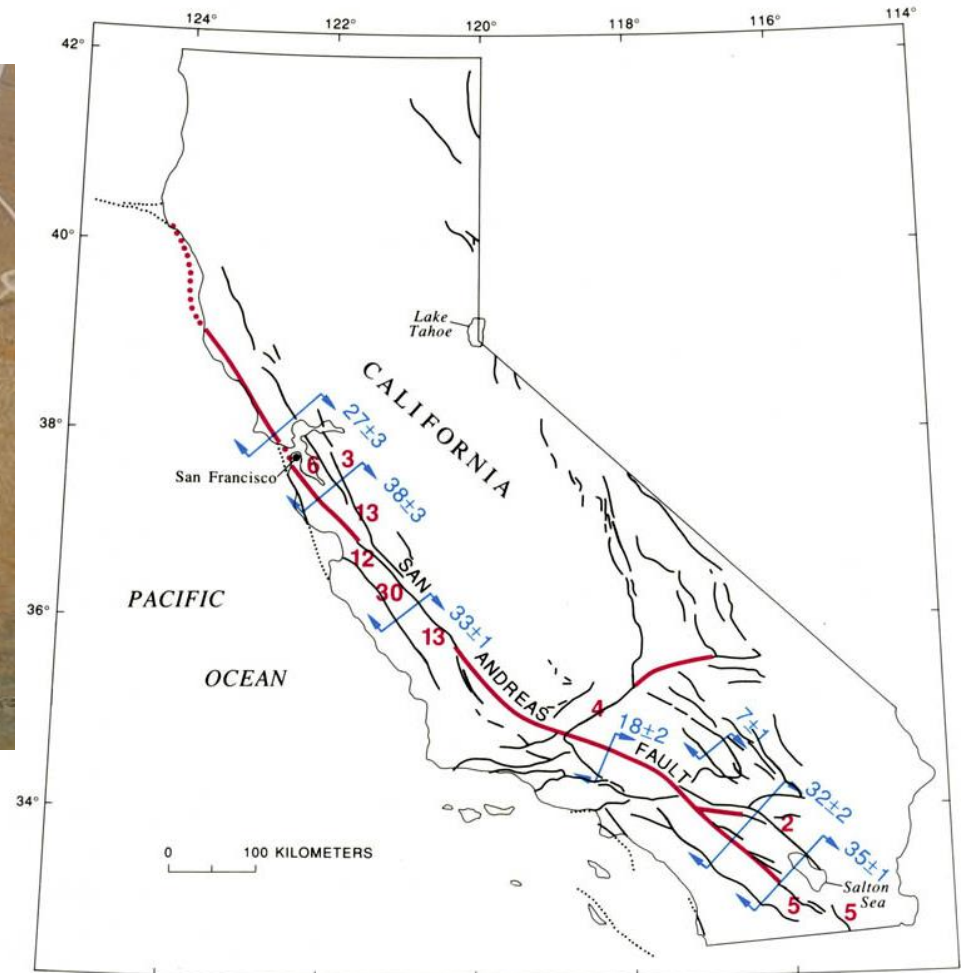 124°
122°
120°
118°
116°
114°
42°
40°
38°
36°
34°
Lake
Tahoe
CALIFORNIA
27±3
San Francisco
6
3
38±3
13
12
SAN
30
33±1
13
ANDREAS
PACIFIC
OCEAN
4
18±2
FAULT
7±1
32±2
2
35±1
Salton
Sea
5
5
0 100 KILOMETERS